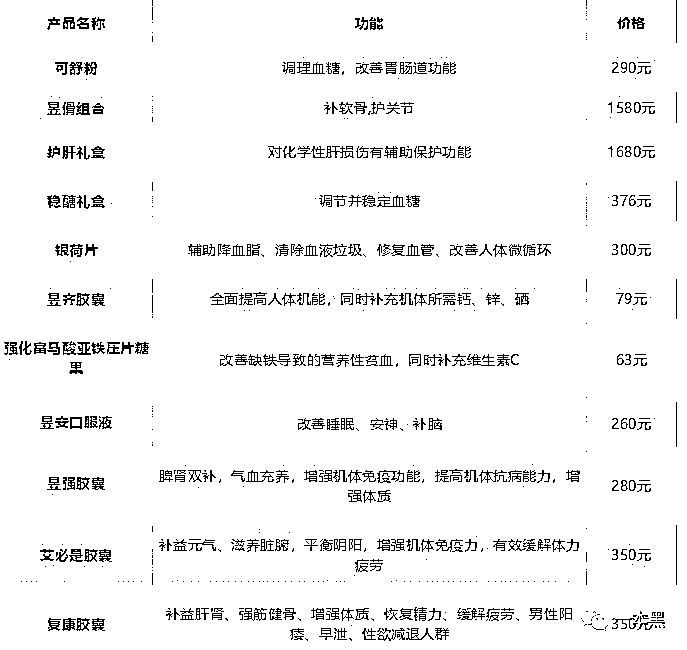 产品名称 功能 价格
可舒粉 调理血糖，改善胃肠道功能 290元
昱倄组合 补软骨,护关节 1580元
护肝礼盒 对化学性肝损伤有辅助保护功能 1680元
稳醣礼盒 调节并稳定血糖 376元
银荷片 辅助降血脂、清除血液垃圾、修复血管、改善人体微循环 300元
昱齐胶囊 全面提高人体机能，同时补充机体所需钙、锌、硒 79元
强化富马酸亚铁压片糖
果 改善缺铁导致的营养性贫血，同时补充维生素C 63元
昱安口服液 改善睡眠、安神、补脑 260元
昱强胶囊 脾肾双补，气血充养，增强机体免疫功能，提高机体抗病能力，增
强体质 280元
艾必是胶囊 补益元气、滋养脏腑，平衡阴阳，增强机体免疫力，有效缓解体力
疲劳 350元
复康胶囊 补益肝肾、强筋健骨、增强体质、恢复精力；缓解疲劳、男性阳
痿、早泄、性欲减退人群 350元